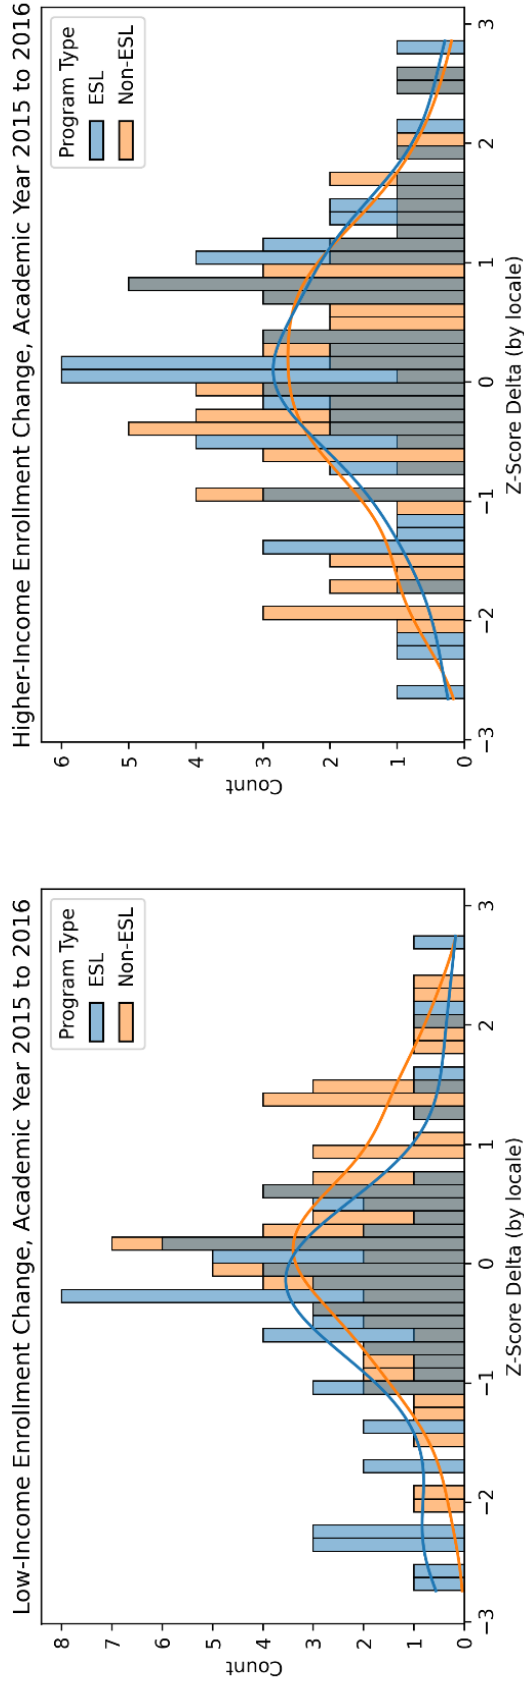 Low-Income Enrollment Change, Academic Year 2015 to 2016
Program Type
ESL
Non-ESL
Count
0
1
2
3
4
5
6
7
8
−3
−2
−1
0
1
2
3
Z-Score Delta (by locale)
Higher-Income Enrollment Change, Academic Year 2015 to 2016
Program Type
ESL
Non-ESL
Count
0
1
2
3
4
5
6
−3
−2
−1
0
1
2
3
Z-Score Delta (by locale)